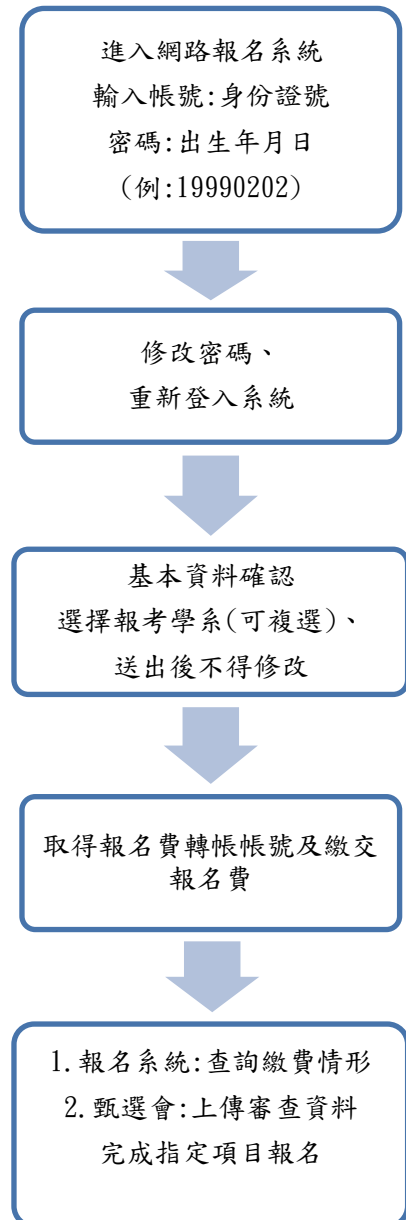 進入網路報名系統
輸入帳號:身份證號
密碼:出生年月日
(例:19990202)
修改密碼、
重新登入系統
基本資料確認
選擇報考學系(可複選)、
送出後不得修改
取得報名費轉帳帳號及繳交
報名費
1.報名系統:查詢繳費情形
2.甄選會:上傳審查資料
完成指定項目報名